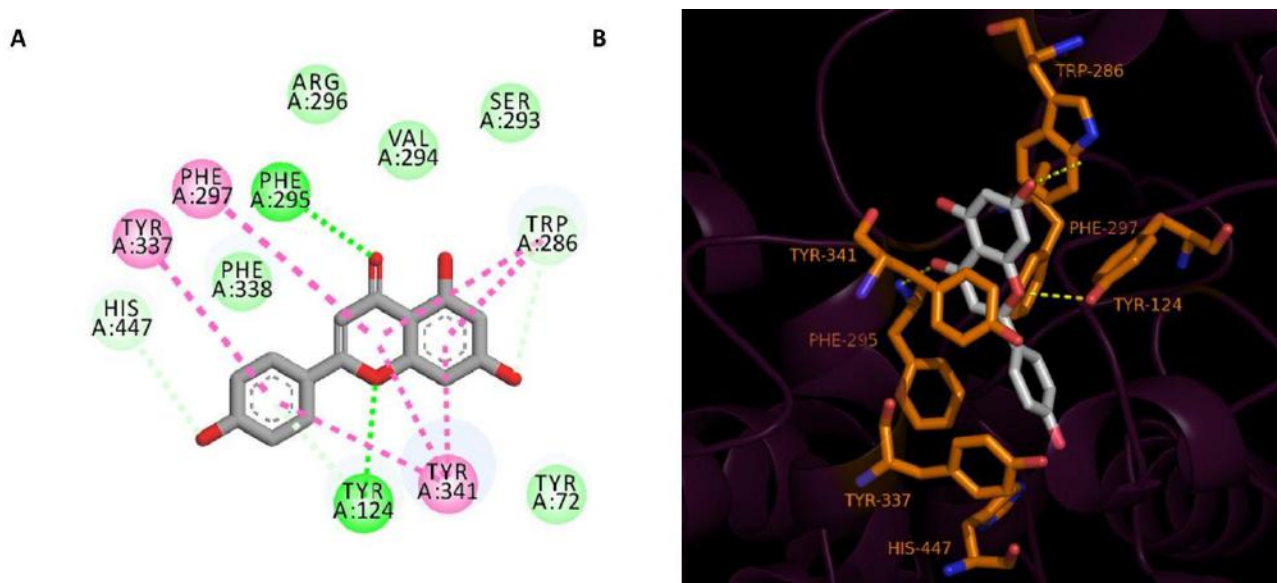 A
ARG
A:296
SER
A:293
VAL
A:294
PHE
A:297
PHE
A:295
TYR
A:337
TRP
A:286
PHE
A:338
HIS
A:447
TYR
A:341
TYR
A:124
TYR
A:72
B
TRP-286
PHE-297
TYR-341
TYR-124
PHE-295
TYR-337
HIS-447